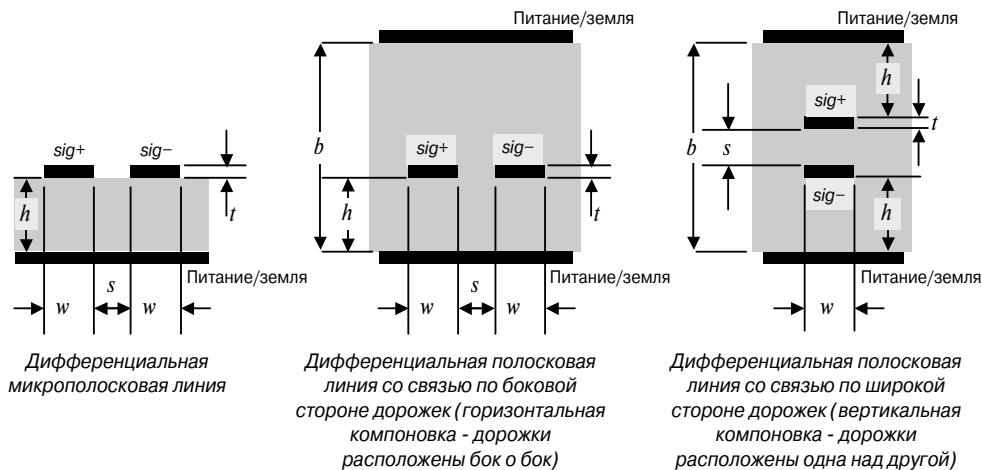 Питание/земля
sig+ sig−
h
t
Питание/земля
w s w
Дифференциальная
микрополосковая линия
Питание/земля
b
sig+ sig−
h
t
Питание/земля
w s w
Дифференциальная полосковая
линия со связью по боковой
стороне дорожек (горизонтальная
компоновка - дорожки
расположены бок о бок)
h
sig+
t
b s
sig−
h
Питание/земля
w
Дифференциальная полосковая
линия со связью по широкой
стороне дорожек (вертикальная
компоновка - дорожки
расположены одна над другой)